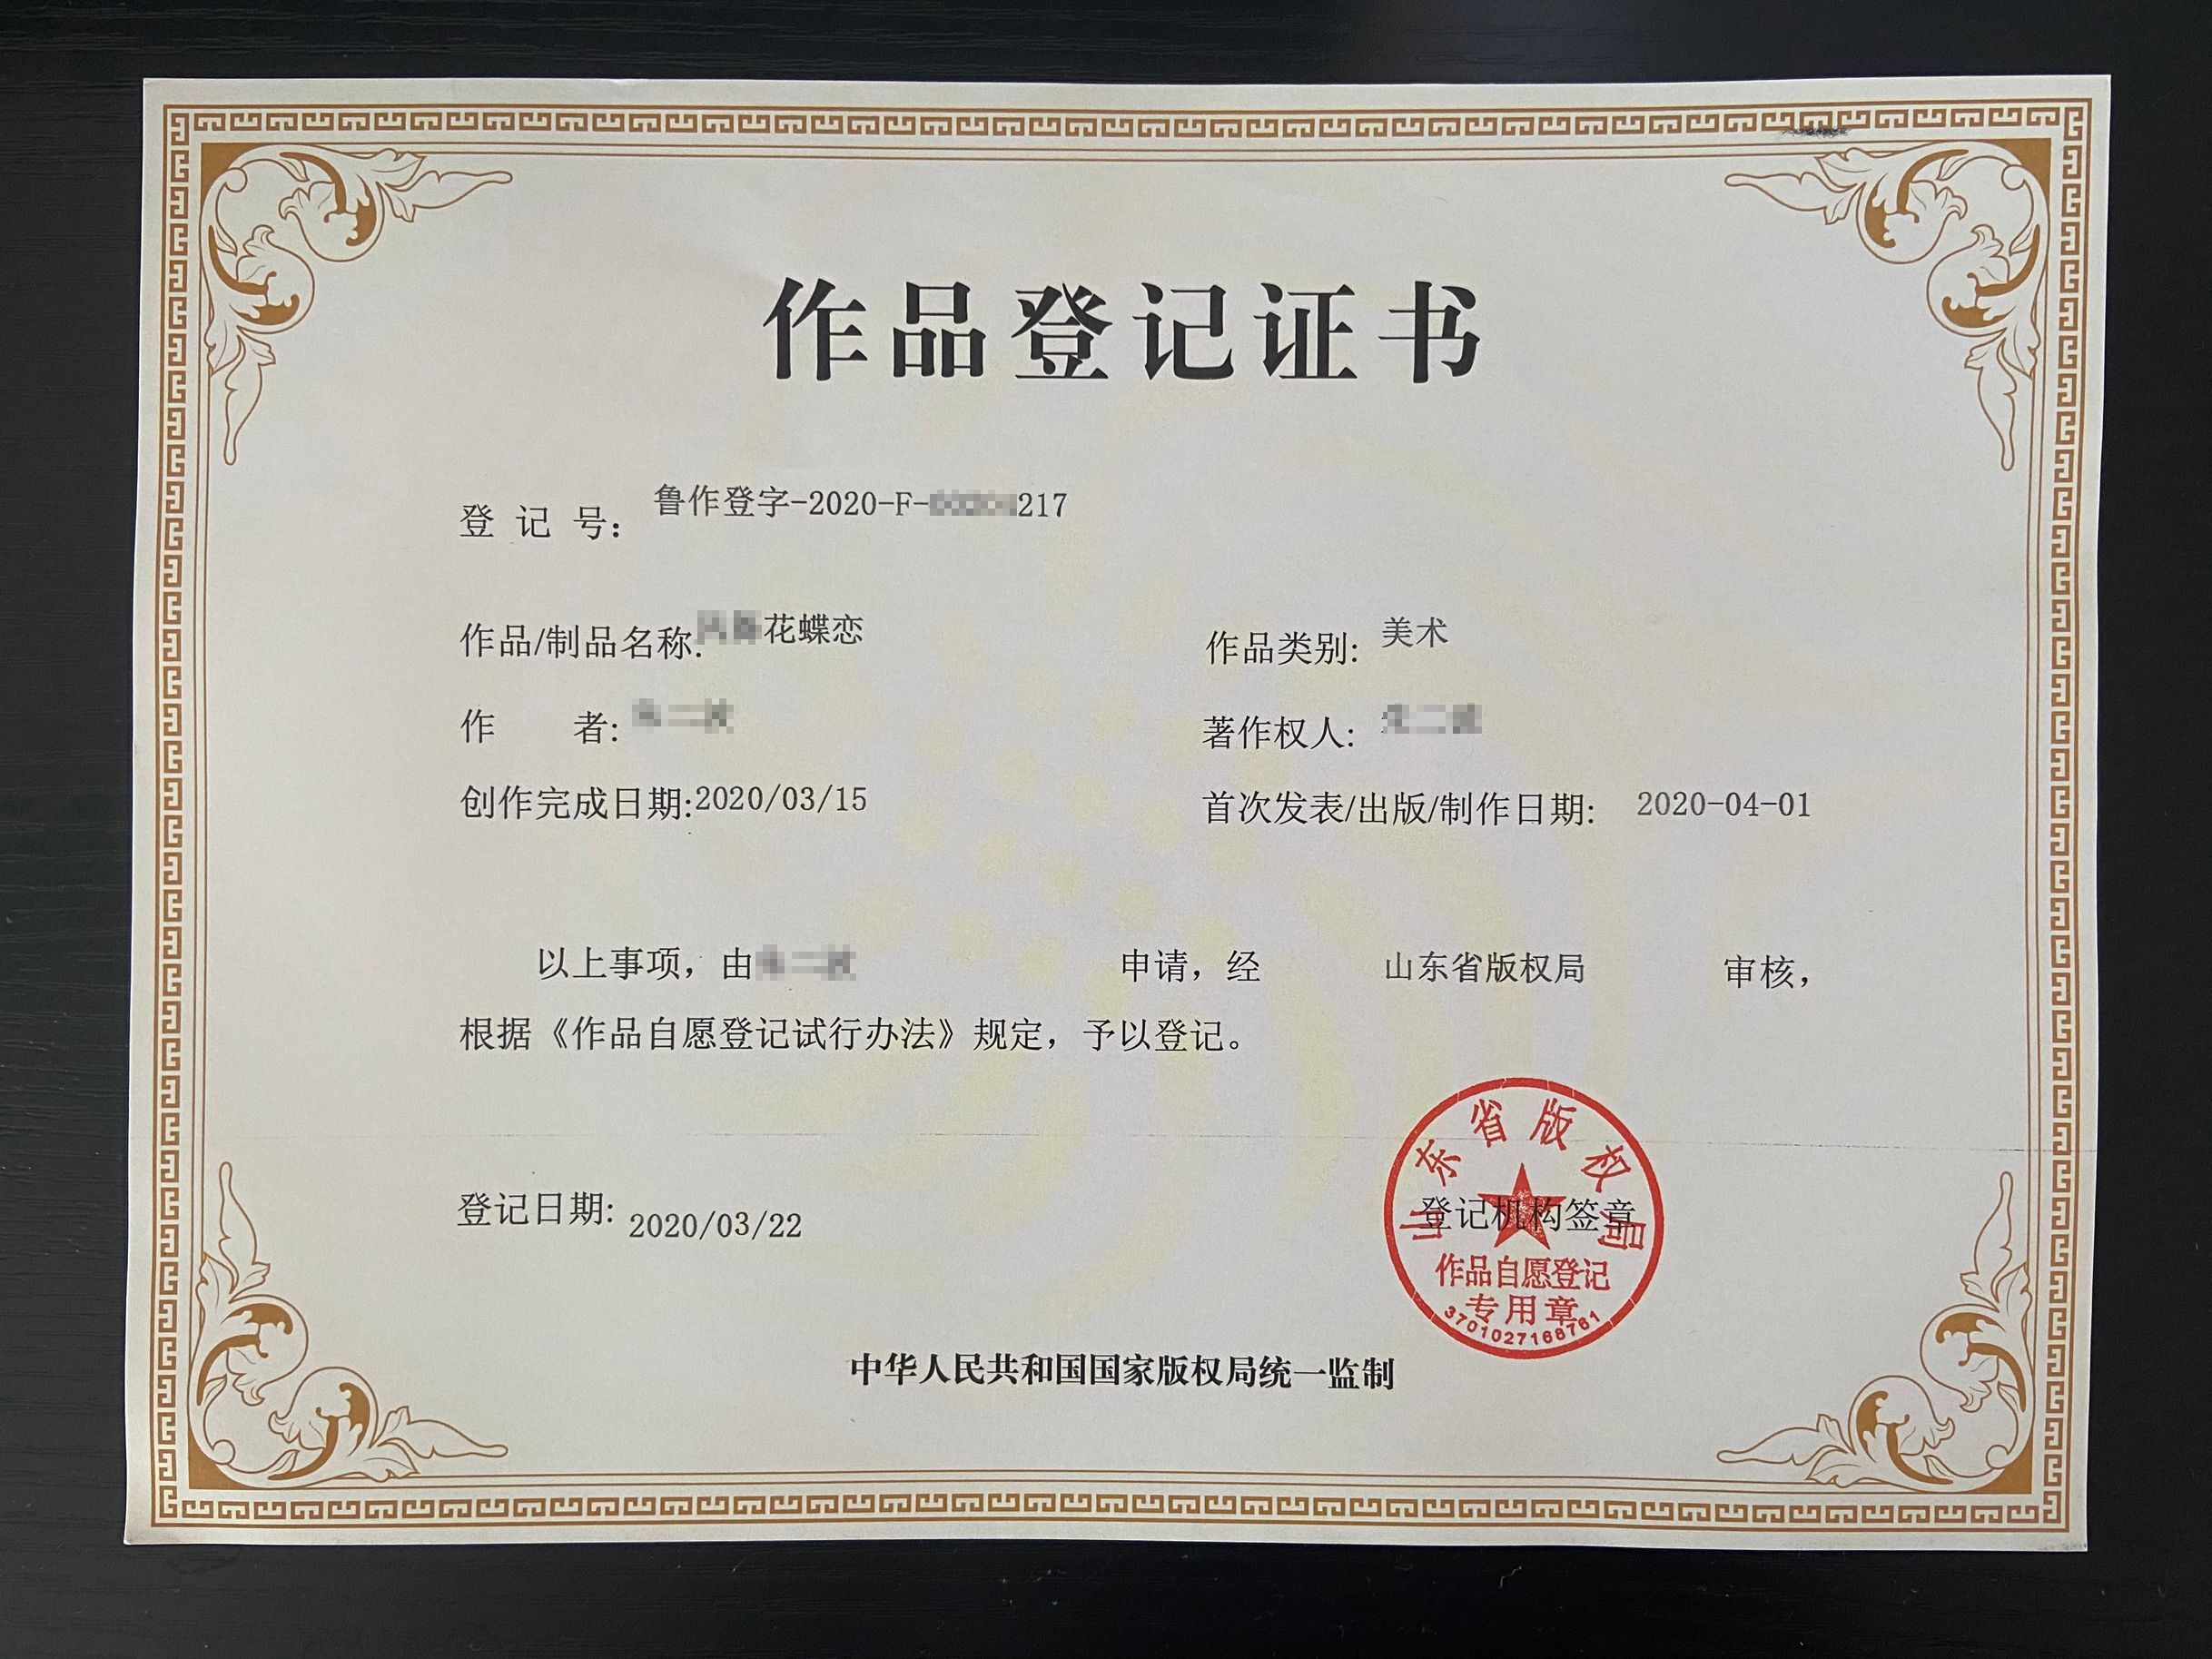 作品登记证书
登 记 号: 鲁作登字-2020-F- 217
作品/制品名称: 花蝶恋 作品类别: 美术
作 者: 著作权人:
创作完成日期:2020/03/15 首次发表/出版/制作日期: 2020-04-01
以上事项，由 申请，经 山东省版权局 审核，
根据《作品自愿登记试行办法》规定，予以登记。
登记日期: 2020/03/22 登记机构签章
山东省版权局
作品自愿登记
专用章
3701027168761
中华人民共和国国家版权局统一监制